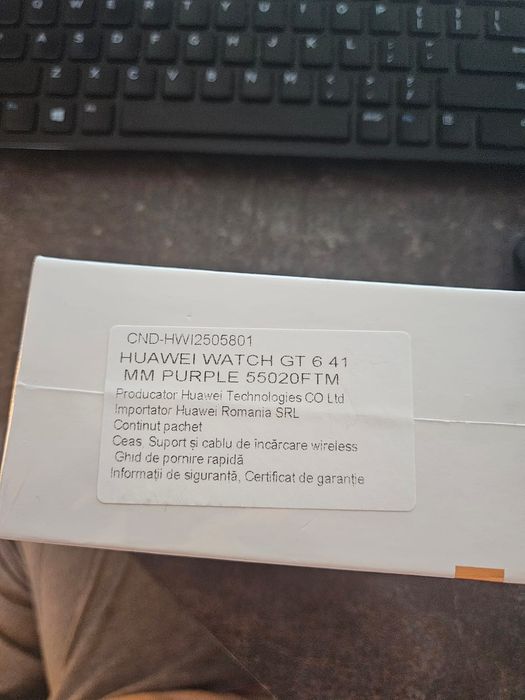 Q W E R T Y U I O P
A S D F G H J K L
Z X C V B N M
CND-HWI2505801
HUAWEI WATCH GT 6 41
MM PURPLE 55020FTM
Producator Huawei Technologies CO Ltd
Importator Huawei Romania SRL
Continut pachet
Ceas, Suport și cablu de încărcare wireless
Ghid de pornire rapidă
Informații de siguranță, Certificat de garanție